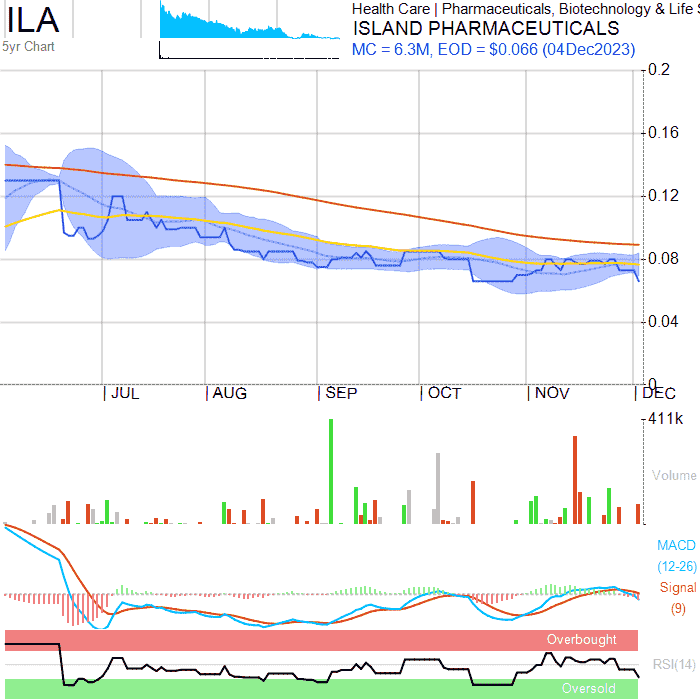 ILA
5yr Chart
Health Care | Pharmaceuticals, Biotechnology & Life S
ISLAND PHARMACEUTICALS
MC = 6.3M, EOD = $0.066 (04Dec2023)
0.2
0.16
0.12
0.08
0.04
0
JUL AUG SEP OCT NOV DEC
411k
Volume
MACD
(12-26)
Signal
(9)
Overbought
RSI(14)
Oversold